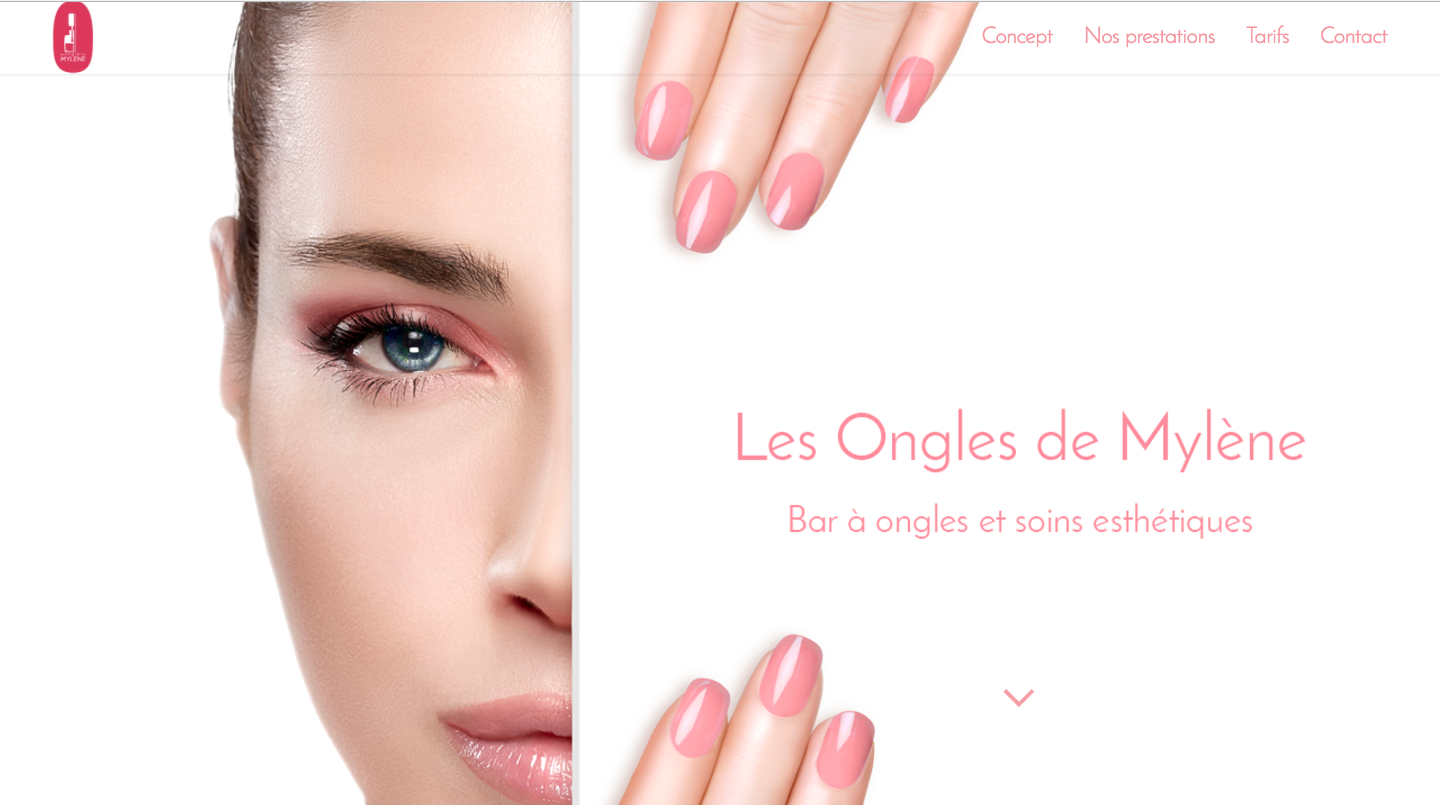 MYLÈNE
Concept Nos prestations Tarifs Contact
Les Ongles de Mylène
Bar à ongles et soins esthétiques